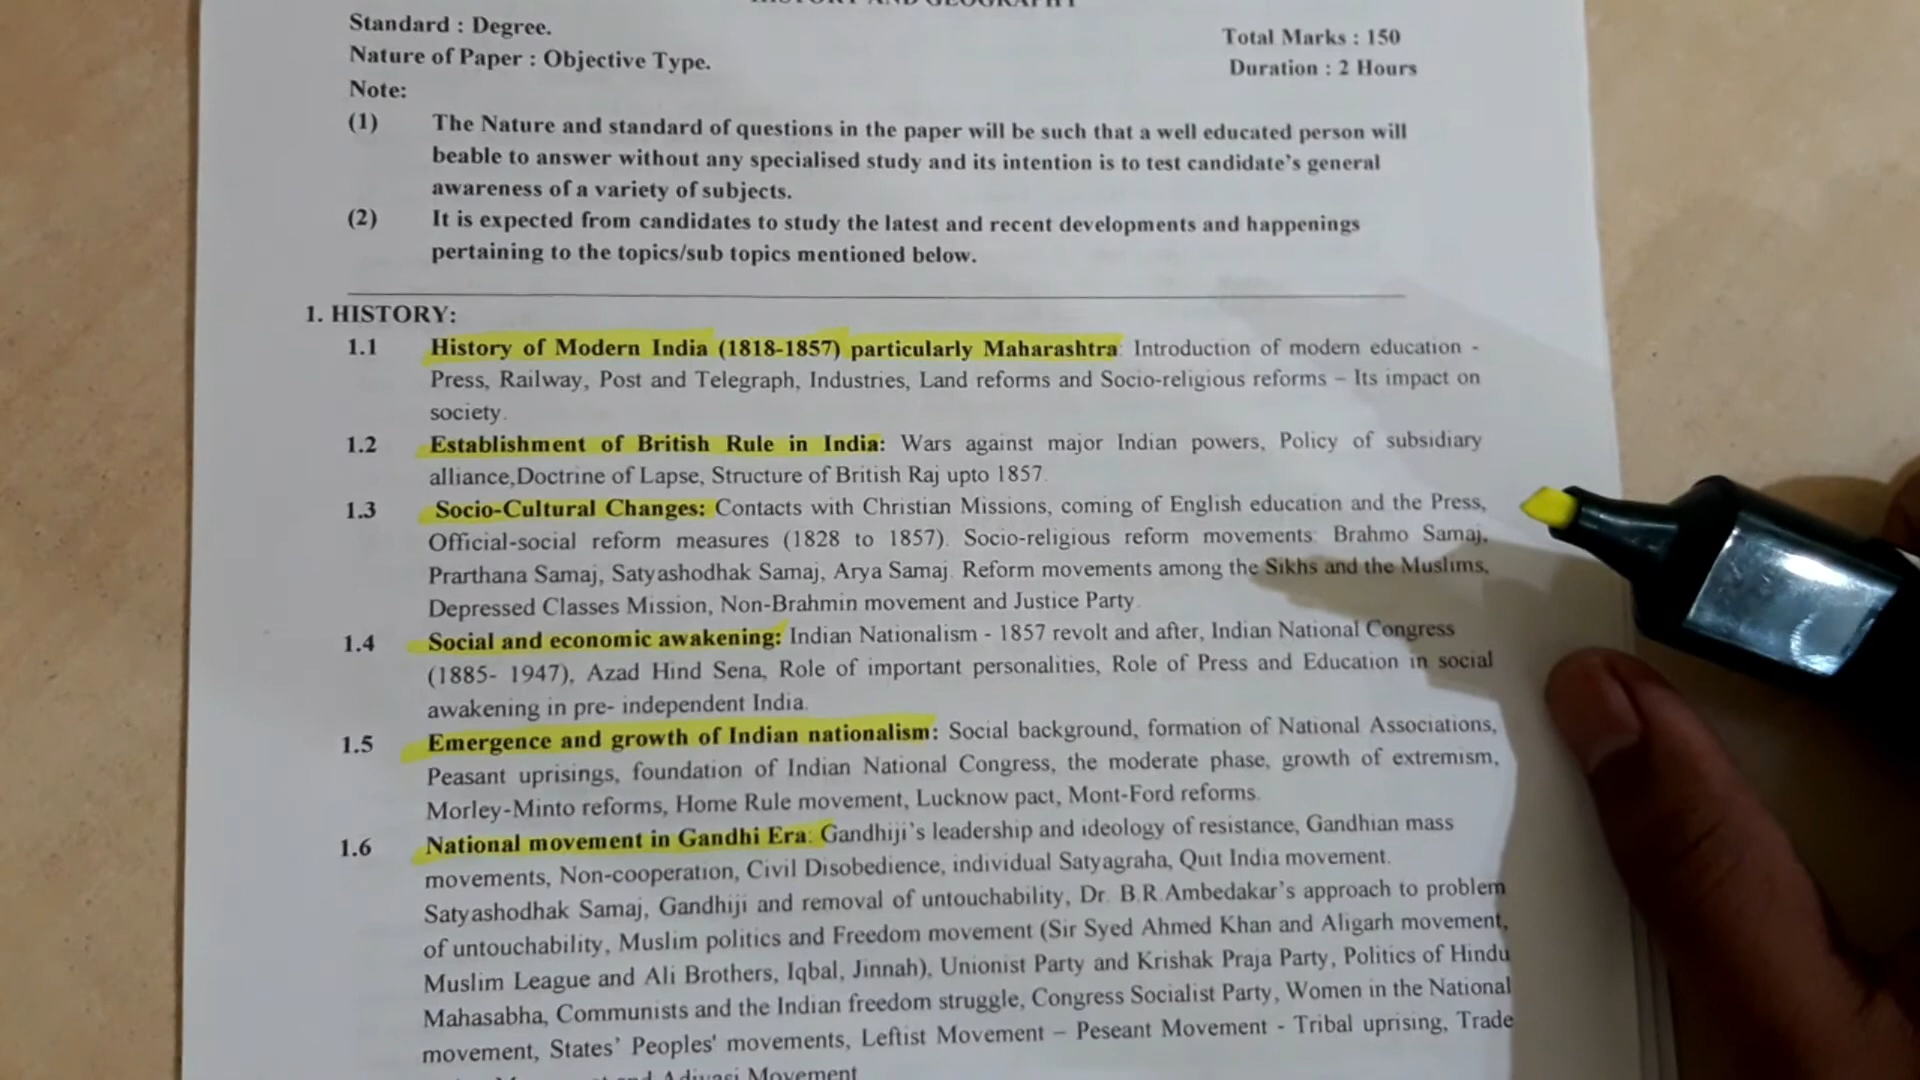 HISTORY AND GEOGRAPHY
Standard : Degree.
Total Marks : 150
Nature of Paper : Objective Type.
Duration : 2 Hours
Note:
(1) The Nature and standard of questions in the paper will be such that a well educated person will
beable to answer without any specialised study and its intention is to test candidate's general
awareness of a variety of subjects.
(2) It is expected from candidates to study the latest and recent developments and happenings
pertaining to the topics/sub topics mentioned below.
1. HISTORY:
1.1 History of Modern India (1818-1857) particularly Maharashtra: Introduction of modern education -
Press, Railway, Post and Telegraph, Industries, Land reforms and Socio-religious reforms – Its impact on
society.
1.2 Establishment of British Rule in India: Wars against major Indian powers, Policy of subsidiary
alliance,Doctrine of Lapse, Structure of British Raj upto 1857.
1.3 Socio-Cultural Changes: Contacts with Christian Missions, coming of English education and the Press,
Official-social reform measures (1828 to 1857). Socio-religious reform movements: Brahmo Samaj,
Prarthana Samaj, Satyashodhak Samaj, Arya Samaj. Reform movements among the Sikhs and the Muslims,
Depressed Classes Mission, Non-Brahmin movement and Justice Party.
1.4 Social and economic awakening: Indian Nationalism - 1857 revolt and after, Indian National Congress
(1885- 1947), Azad Hind Sena, Role of important personalities, Role of Press and Education in social
awakening in pre- independent India.
1.5 Emergence and growth of Indian nationalism: Social background, formation of National Associations,
Peasant uprisings, foundation of Indian National Congress, the moderate phase, growth of extremism,
Morley-Minto reforms, Home Rule movement, Lucknow pact, Mont-Ford reforms.
1.6 National movement in Gandhi Era: Gandhiji's leadership and ideology of resistance, Gandhian mass
movements, Non-cooperation, Civil Disobedience, individual Satyagraha, Quit India movement.
Satyashodhak Samaj, Gandhiji and removal of untouchability, Dr. B.R.Ambedakar's approach to problem
of untouchability, Muslim politics and Freedom movement (Sir Syed Ahmed Khan and Aligarh movement,
Muslim League and Ali Brothers, Iqbal, Jinnah), Unionist Party and Krishak Praja Party, Politics of Hindu
Mahasabha, Communists and the Indian freedom struggle, Congress Socialist Party, Women in the National
movement, States' Peoples' movements, Leftist Movement – Peseant Movement - Tribal uprising, Trade
and Adivasi Movement